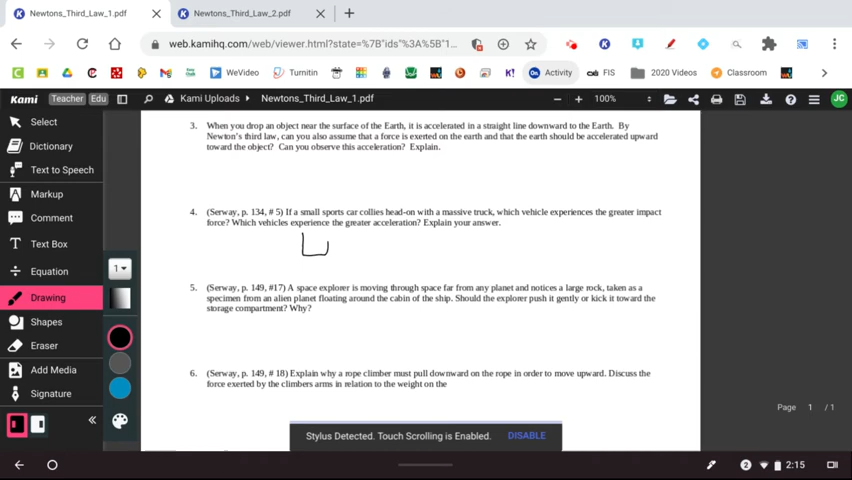 Newtons_Third_Law_1.pdf
Newtons_Third_Law_2.pdf
web.kamihq.com/web/viewer.html?state=%7B"ids"%3A%5B"1...
WeVideo
Turnitin
K!
On Activity
FIS
2020 Media
Classroom
Kami Teacher Edu
Kami Uploads
Newtons_Third_Law_1.pdf
100%
JC
Select
Dictionary
Text to Speech
Markup
Comment
Text Box
Equation
Drawing
Shapes
Eraser
Add Media
Signature
1
3. When you drop an object near the surface of the Earth, it is accelerated in a straight line downward to the Earth. By
Newton's third law, can you also assume that a force is exerted on the earth and that the earth should be accelerated upward
toward the object? Can you observe this acceleration? Explain.
4. (Serway, p. 134, # 5) If a small sports car collies head-on with a massive truck, which vehicle experiences the greater impact
force? Which vehicles experience the greater acceleration? Explain your answer.
5. (Serway, p. 149, #17) A space explorer is moving through space far from any planet and notices a large rock, taken as a
specimen from an alien planet floating around the cabin of the ship. Should the explorer push it gently or kick it toward the
storage compartment? Why?
6. (Serway, p. 149, # 18) Explain why a rope climber must pull downward on the rope in order to move upward. Discuss the
force exerted by the climbers arms in relation to the weight on the
Page 1 / 1
Stylus Detected. Touch Scrolling is Enabled. DISABLE
2 2:15